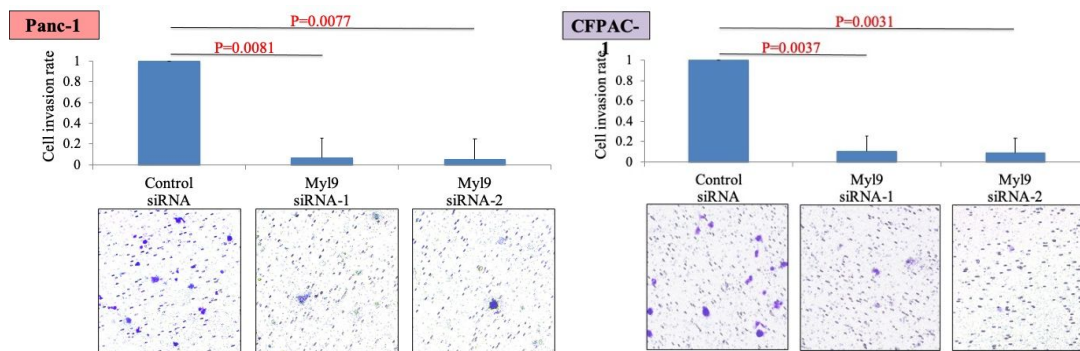 Panc-1
P=0.0077
P=0.0081
Cell invasion rate
1
0.8
0.6
0.4
0.2
0
Control
siRNA
Myl9
siRNA-1
Myl9
siRNA-2
CFPAC-
1
P=0.0031
P=0.0037
Cell invasion rate
1
0.8
0.6
0.4
0.2
0
Control
siRNA
Myl9
siRNA-1
Myl9
siRNA-2